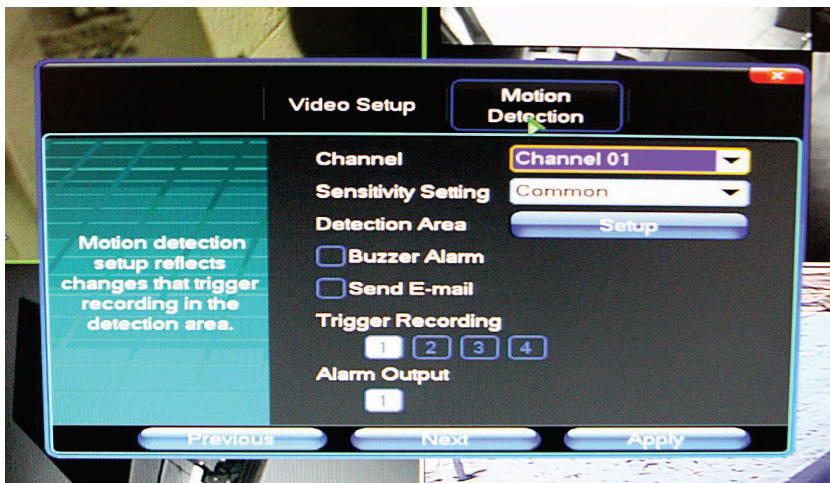 Video Setup
Motion
Detection
Channel
Channel 01
Sensitivity Setting
Common
Detection Area
Setup
Motion detection
setup reflects
changes that trigger
recording in the
detection area.
Buzzer Alarm
Send E-mail
Trigger Recording
1 2 3 4
Alarm Output
1
Previous
Next
Apply